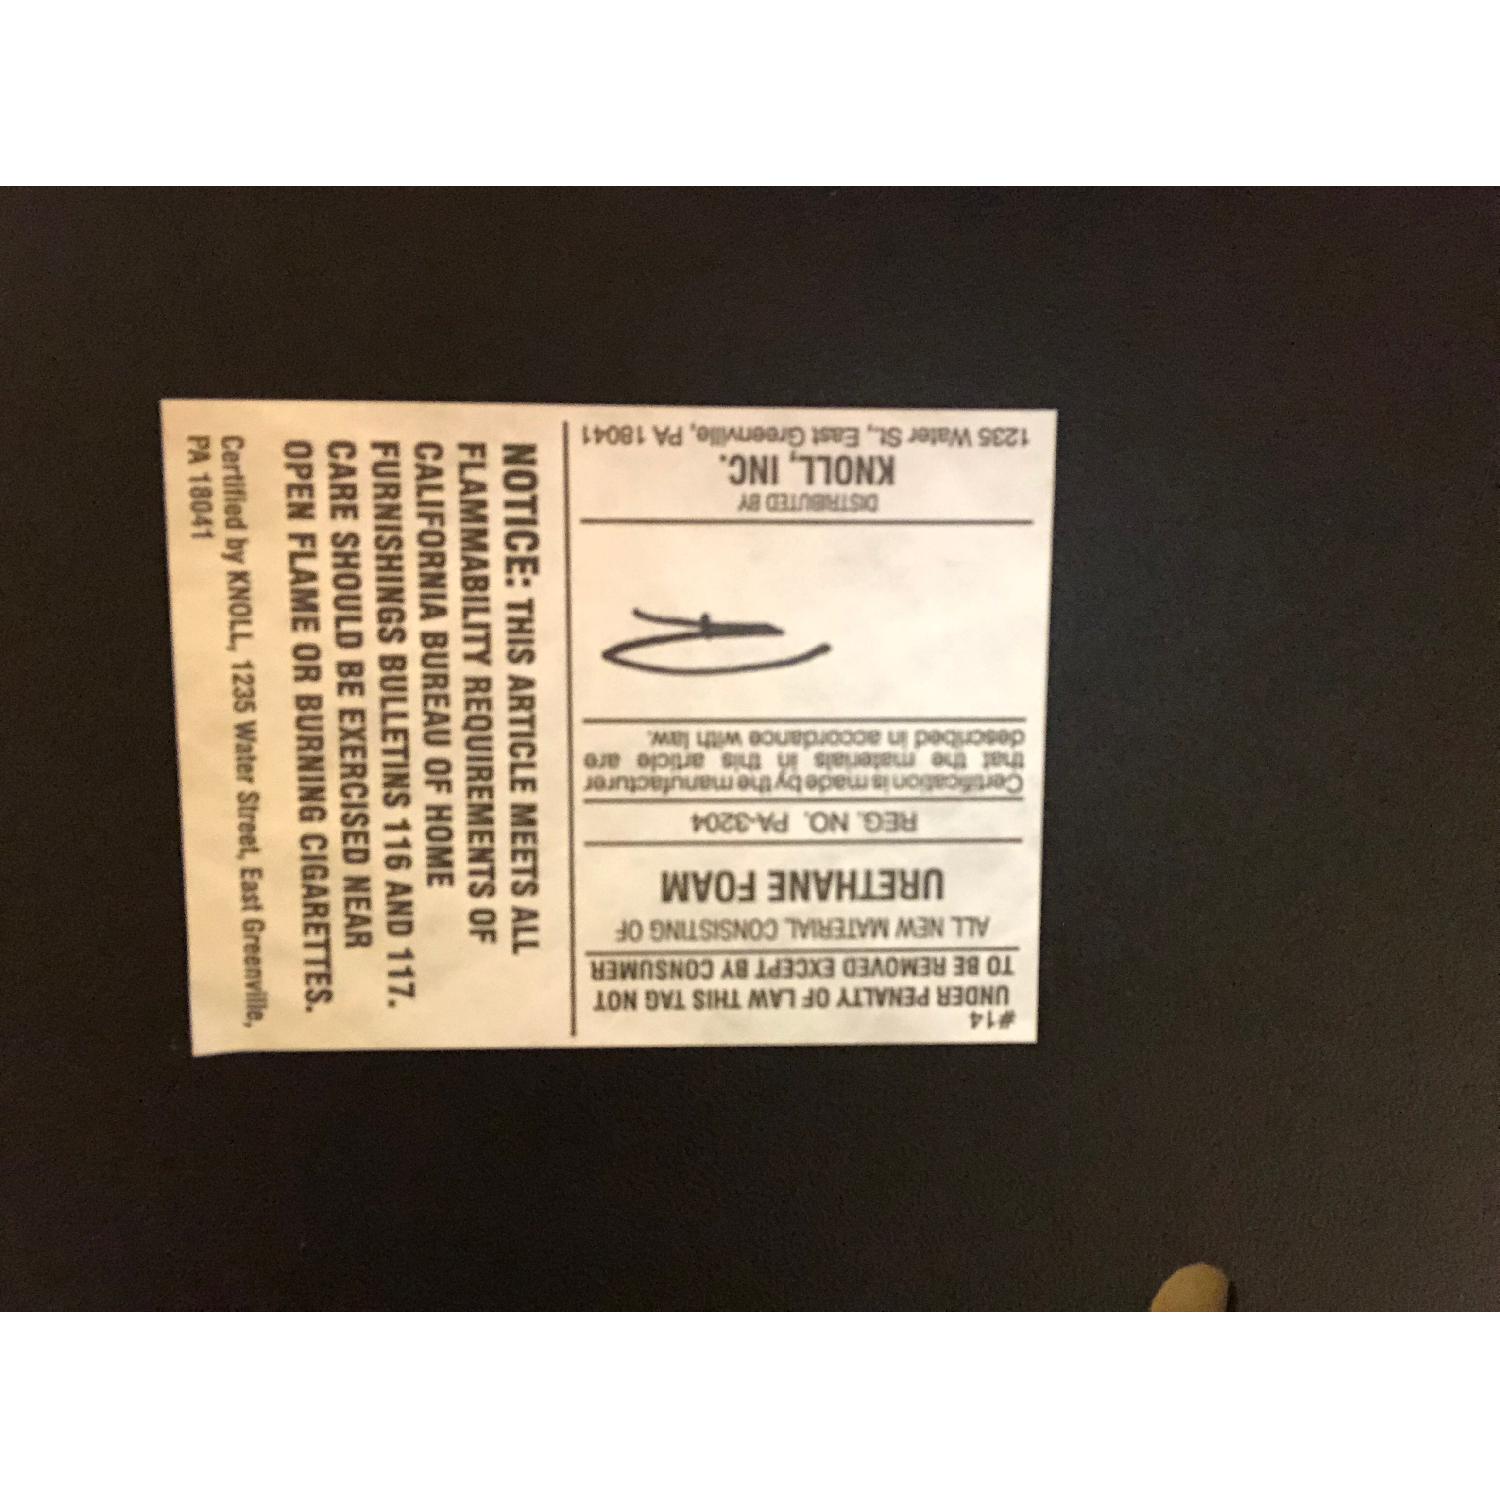 #14
UNDER PENALTY OF LAW THIS TAG NOT
TO BE REMOVED EXCEPT BY CONSUMER
ALL NEW MATERIAL CONSISTING OF
URETHANE FOAM
REG. NO. PA-3204
Certification is made by the manufacturer
that the materials in this article are
described in accordance with law.
DISTRIBUTED BY
KNOLL, INC.
1235 Water St., East Greenville, PA 18041
NOTICE: THIS ARTICLE MEETS ALL
FLAMMABILITY REQUIREMENTS OF
CALIFORNIA BUREAU OF HOME
FURNISHINGS BULLETINS 116 AND 117.
CARE SHOULD BE EXERCISED NEAR
OPEN FLAME OR BURNING CIGARETTES.
Certified by KNOLL, 1235 Water Street, East Greenville,
PA 18041